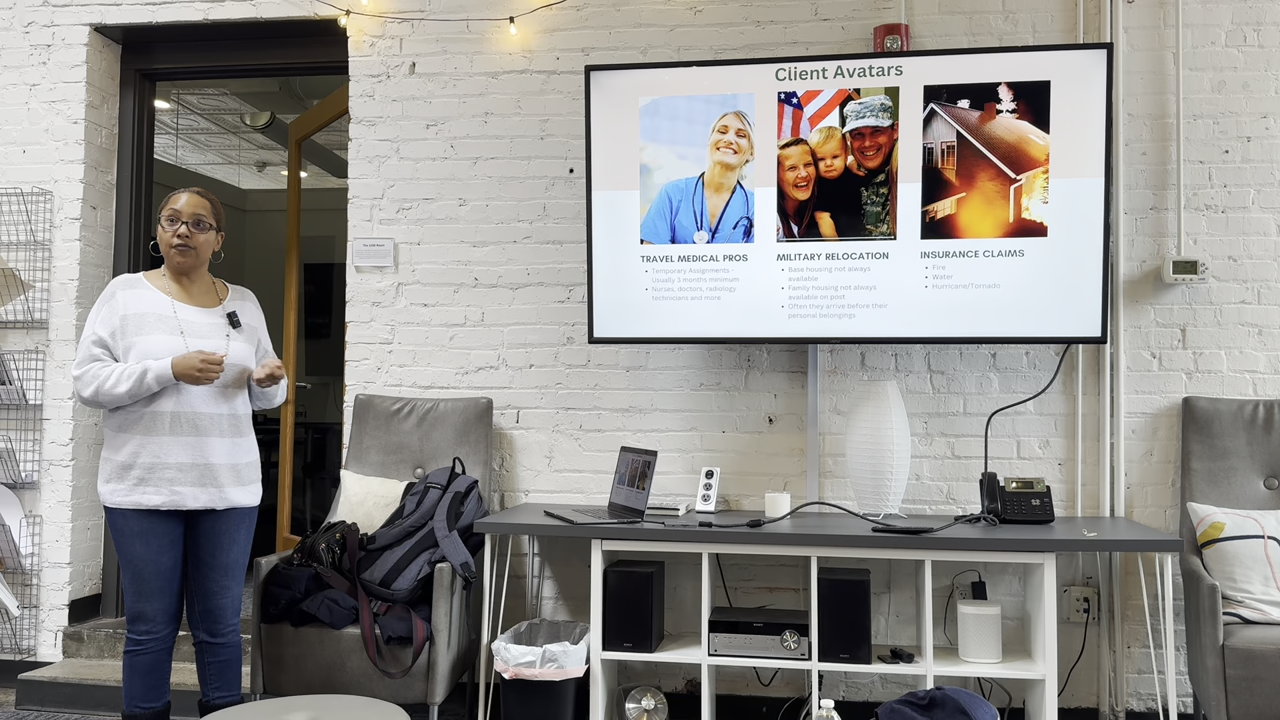 Client Avatars
TRAVEL MEDICAL PROS
• Temporary Assignments -
Usually 3 months minimum
• Nurses, doctors, radiology
technicians and more
MILITARY RELOCATION
• Base housing not always
available
• Family housing not always
available on post
• Often they arrive before their
personal belongings
INSURANCE CLAIMS
• Fire
• Water
• Hurricane/Tornado
SONY